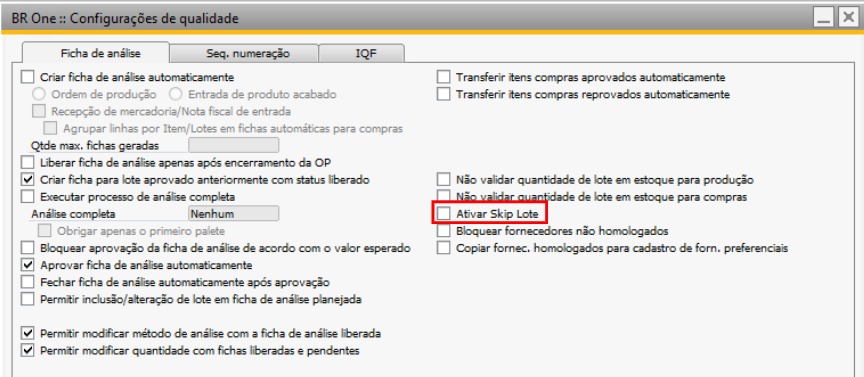 BR One :: Configurações de qualidade
Ficha de análise
Seq. numeração
IQF
Criar ficha de análise automaticamente
Ordem de produção
Entrada de produto acabado
Recepção de mercadoria/Nota fiscal de entrada
Agrupar linhas por Item/Lotes em fichas automáticas para compras
Qtde max. fichas geradas
Liberar ficha de análise apenas após encerramento da OP
Criar ficha para lote aprovado anteriormente com status liberado
Executar processo de análise completa
Análise completa
Nenhum
Obrigar apenas o primeiro palete
Bloquear aprovação da ficha de análise de acordo com o valor esperado
Aprovar ficha de análise automaticamente
Fechar ficha de análise automaticamente após aprovação
Permitir inclusão/alteração de lote em ficha de análise planejada
Permitir modificar método de análise com a ficha de análise liberada
Permitir modificar quantidade com fichas liberadas e pendentes
Transferir itens compras aprovados automaticamente
Transferir itens compras reprovados automaticamente
Não validar quantidade de lote em estoque para produção
Não validar quantidade de lote em estoque para compras
Ativar Skip Lote
Bloquear fornecedores não homologados
Copiar fornec. homologados para cadastro de forn. preferenciais